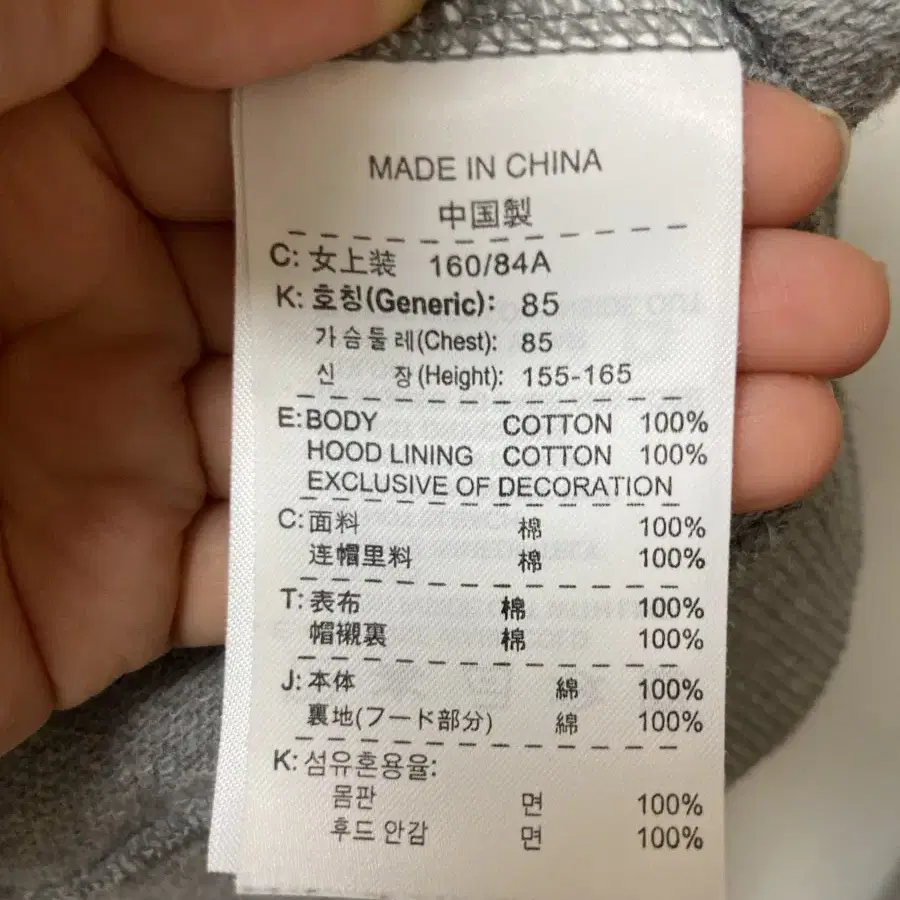 MADE IN CHINA
中国製
C: 女上装 160/84A
K: 호칭(Generic): 85
가슴둘레(Chest): 85
신 장(Height): 155-165
E: BODY COTTON 100%
HOOD LINING COTTON 100%
EXCLUSIVE OF DECORATION
C: 面料 棉 100%
连帽里料 棉 100%
T: 表布 棉 100%
帽襯裏 棉 100%
J: 本体 綿 100%
裏地(フード部分) 綿 100%
K: 섬유혼용율:
몸판 면 100%
후드 안감 면 100%